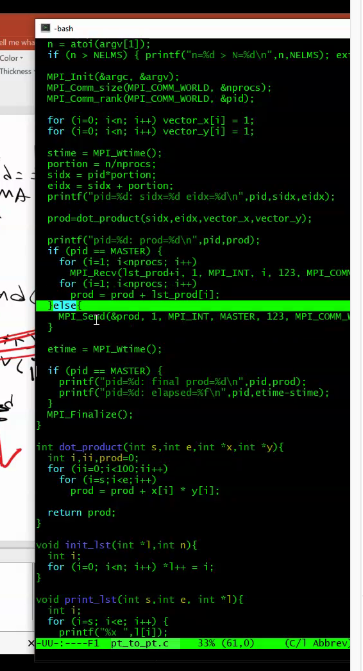 -bash
ell me what
Color
Thickness
n = atoi(argv[1]);
if (n > NELMS) { printf("n=%d > N=%d\n",n,NELMS); ex
MPI_Init(&argc, &argv);
MPI_Comm_size(MPI_COMM_WORLD, &nprocs);
MPI_Comm_rank(MPI_COMM_WORLD, &pid);
for (i=0; i<n; i++) vector_x[i] = 1;
for (i=0; i<n; i++) vector_y[i] = 1;
stime = MPI_Wtime();
portion = n/nprocs;
sidx = pid*portion;
eidx = sidx + portion;
printf("pid=%d: sidx=%d eidx=%d\n",pid,sidx,eidx);
prod=dot_product(sidx,eidx,vector_x,vector_y);
printf("pid=%d: prod=%d\n",pid,prod);
if (pid == MASTER) {
for (i=1; i<nprocs; i++)
MPI_Recv(lst_prod+i, 1, MPI_INT, i, 123, MPI_COMM
for (i=1; i<nprocs; i++)
prod = prod + lst_prod[i];
}else{
MPI_Send(&prod, 1, MPI_INT, MASTER, 123, MPI_COMM_W
}
etime = MPI_Wtime();
if (pid == MASTER) {
printf("pid=%d: final prod=%d\n",pid,prod);
printf("pid=%d: elapsed=%f\n",pid,etime-stime);
}
MPI_Finalize();
}
int dot_product(int s,int e,int *x,int *y){
int i,ii,prod=0;
for (ii=0;i<100;ii++)
for (i=s;i<e;i++)
prod = prod + x[i] * y[i];
return prod;
}
void init_lst(int *l,int n){
int i;
for (i=0; i<n; i++) *l++ = i;
}
void print_lst(int s,int e, int *l){
int i;
for (i=s; i<e; i++) {
printf("%x ",l[i]);
-UU-:----F1 pt_to_pt.c 33% (61,0) (C/l Abbrev)